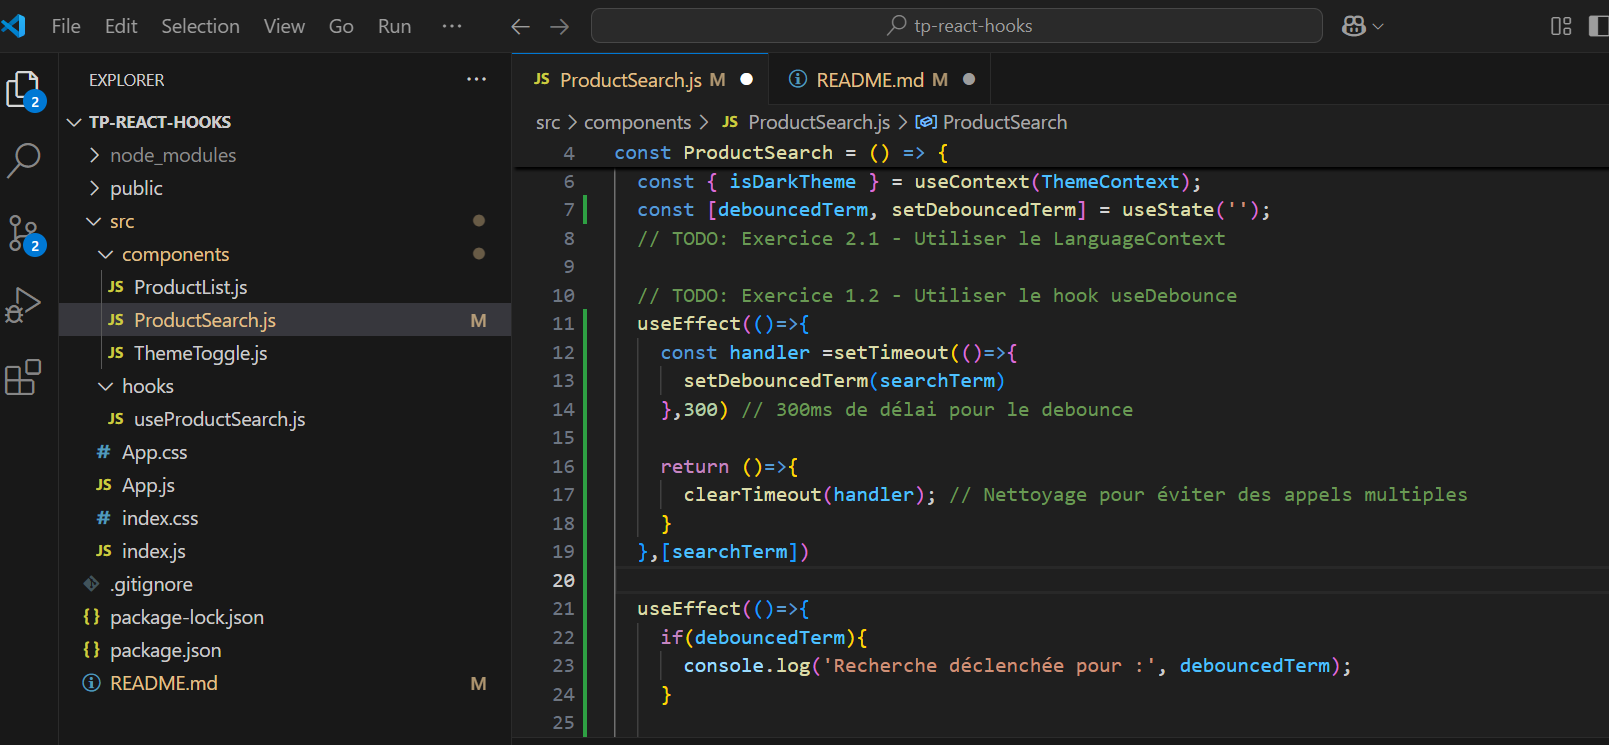 File Edit Selection View Go Run ··· tp-react-hooks
EXPLORER ···
2
TP-REACT-HOOKS
node_modules
public
src
2
components
JS ProductList.js
JS ProductSearch.js M
JS ThemeToggle.js
hooks
JS useProductSearch.js
# App.css
JS App.js
# index.css
JS index.js
.gitignore
{} package-lock.json
{} package.json
README.md M
JS ProductSearch.js M README.md M
src > components > JS ProductSearch.js > ProductSearch
4 const ProductSearch = () => {
6 const { isDarkTheme } = useContext(ThemeContext);
7 const [debouncedTerm, setDebouncedTerm] = useState('');
8 // TODO: Exercice 2.1 - Utiliser le LanguageContext
9
10 // TODO: Exercice 1.2 - Utiliser le hook useDebounce
11 useEffect(()=>{
12 const handler =setTimeout(()=>{
13 setDebouncedTerm(searchTerm)
14 },300) // 300ms de délai pour le debounce
15
16 return ()=>{
17 clearTimeout(handler); // Nettoyage pour éviter des appels multiples
18 }
19 },[searchTerm])
20
21 useEffect(()=>{
22 if(debouncedTerm){
23 console.log('Recherche déclenchée pour :', debouncedTerm);
24 }
25